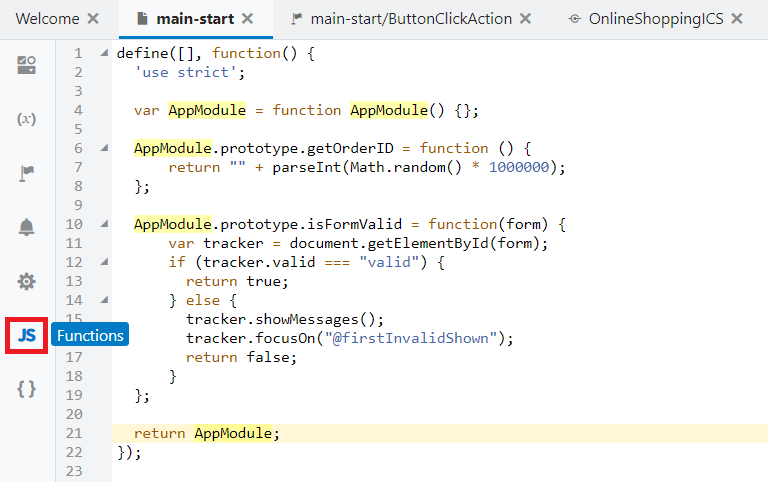 Welcome × main-start × main-start/ButtonClickAction × OnlineShoppingICS ×
1 define([], function() {
2 'use strict';
3
4 var AppModule = function AppModule() {};
5
6 AppModule.prototype.getOrderID = function () {
7 return "" + parseInt(Math.random() * 1000000);
8 };
9
(x)
10 AppModule.prototype.isFormValid = function(form) {
11 var tracker = document.getElementById(form);
12 if (tracker.valid === "valid") {
13 return true;
14 } else {
15 tracker.showMessages();
JS Functions
tracker.focusOn("@firstInvalidShown");
17 return false;
18 }
19 };
{ }
20
21 return AppModule;
22 });
23